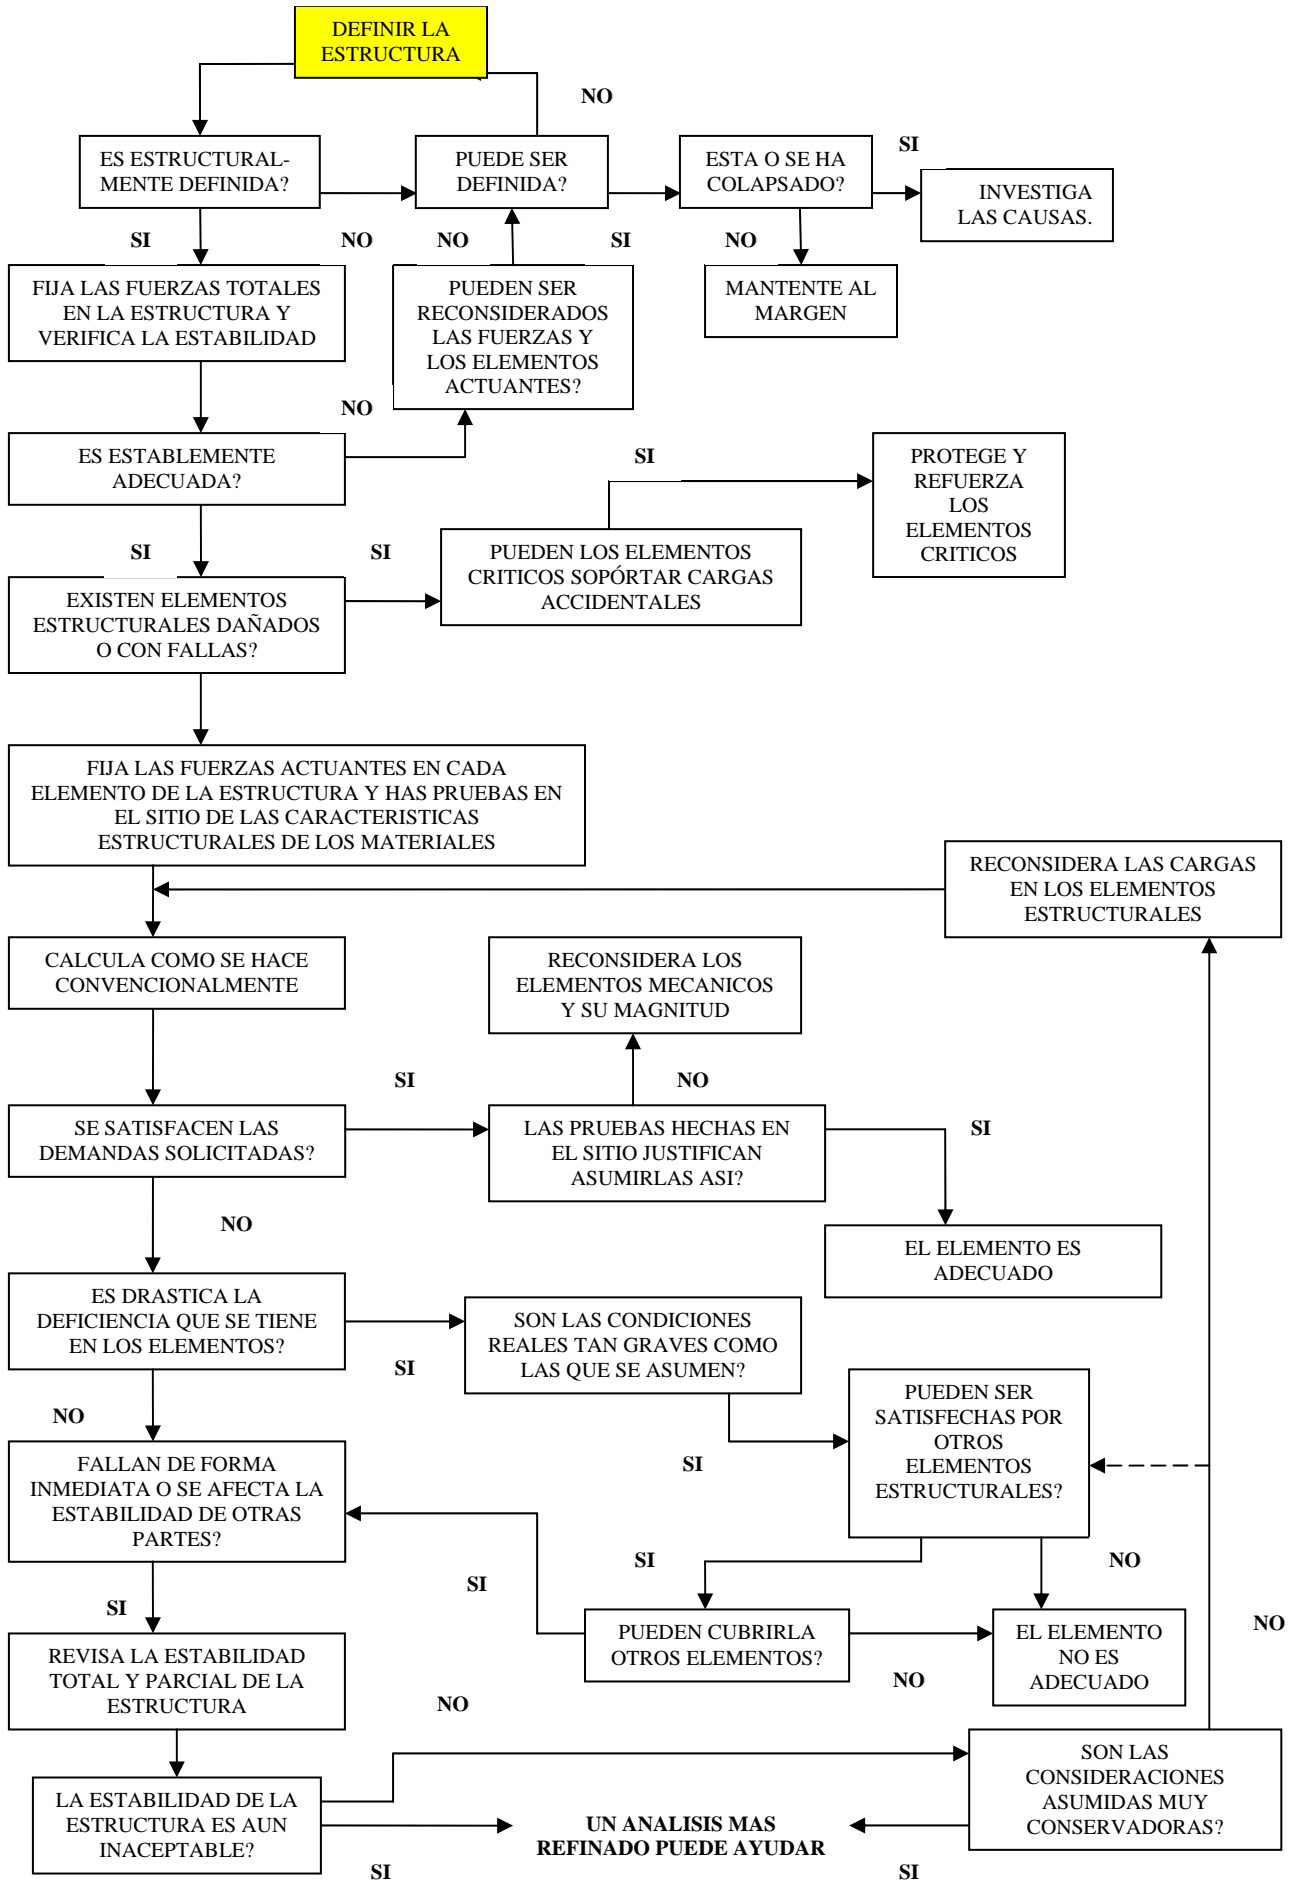 DEFINIR LA
ESTRUCTURA
NO
ES ESTRUCTURAL-
MENTE DEFINIDA?
PUEDE SER
DEFINIDA?
ESTA O SE HA
COLAPSADO?
SI
INVESTIGA
LAS CAUSAS.
SI
NO
NO
SI
NO
FIJA LAS FUERZAS TOTALES
EN LA ESTRUCTURA Y
VERIFICA LA ESTABILIDAD
PUEDEN SER
RECONSIDERADOS
LAS FUERZAS Y
LOS ELEMENTOS
ACTUANTES?
MANTENTE AL
MARGEN
NO
ES ESTABLEMENTE
ADECUADA?
SI
PROTEGE Y
REFUERZA
LOS
ELEMENTOS
CRITICOS
SI
SI
PUEDEN LOS ELEMENTOS
CRITICOS SOPÓRTAR CARGAS
ACCIDENTALES
EXISTEN ELEMENTOS
ESTRUCTURALES DAÑADOS
O CON FALLAS?
FIJA LAS FUERZAS ACTUANTES EN CADA
ELEMENTO DE LA ESTRUCTURA Y HAS PRUEBAS EN
EL SITIO DE LAS CARACTERISTICAS
ESTRUCTURALES DE LOS MATERIALES
RECONSIDERA LAS CARGAS
EN LOS ELEMENTOS
ESTRUCTURALES
CALCULA COMO SE HACE
CONVENCIONALMENTE
RECONSIDERA LOS
ELEMENTOS MECANICOS
Y SU MAGNITUD
SI
NO
SE SATISFACEN LAS
DEMANDAS SOLICITADAS?
LAS PRUEBAS HECHAS EN
EL SITIO JUSTIFICAN
ASUMIRLAS ASI?
SI
NO
EL ELEMENTO ES
ADECUADO
ES DRASTICA LA
DEFICIENCIA QUE SE TIENE
EN LOS ELEMENTOS?
SON LAS CONDICIONES
REALES TAN GRAVES COMO
LAS QUE SE ASUMEN?
SI
PUEDEN SER
SATISFECHAS POR
OTROS
ELEMENTOS
ESTRUCTURALES?
NO
SI
FALLAN DE FORMA
INMEDIATA O SE AFECTA LA
ESTABILIDAD DE OTRAS
PARTES?
SI
NO
SI
SI
PUEDEN CUBRIRLA
OTROS ELEMENTOS?
EL ELEMENTO
NO ES
ADECUADO
NO
REVISA LA ESTABILIDAD
TOTAL Y PARCIAL DE LA
ESTRUCTURA
NO
NO
SON LAS
CONSIDERACIONES
ASUMIDAS MUY
CONSERVADORAS?
LA ESTABILIDAD DE LA
ESTRUCTURA ES AUN
INACEPTABLE?
UN ANALISIS MAS
REFINADO PUEDE AYUDAR
SI
SI